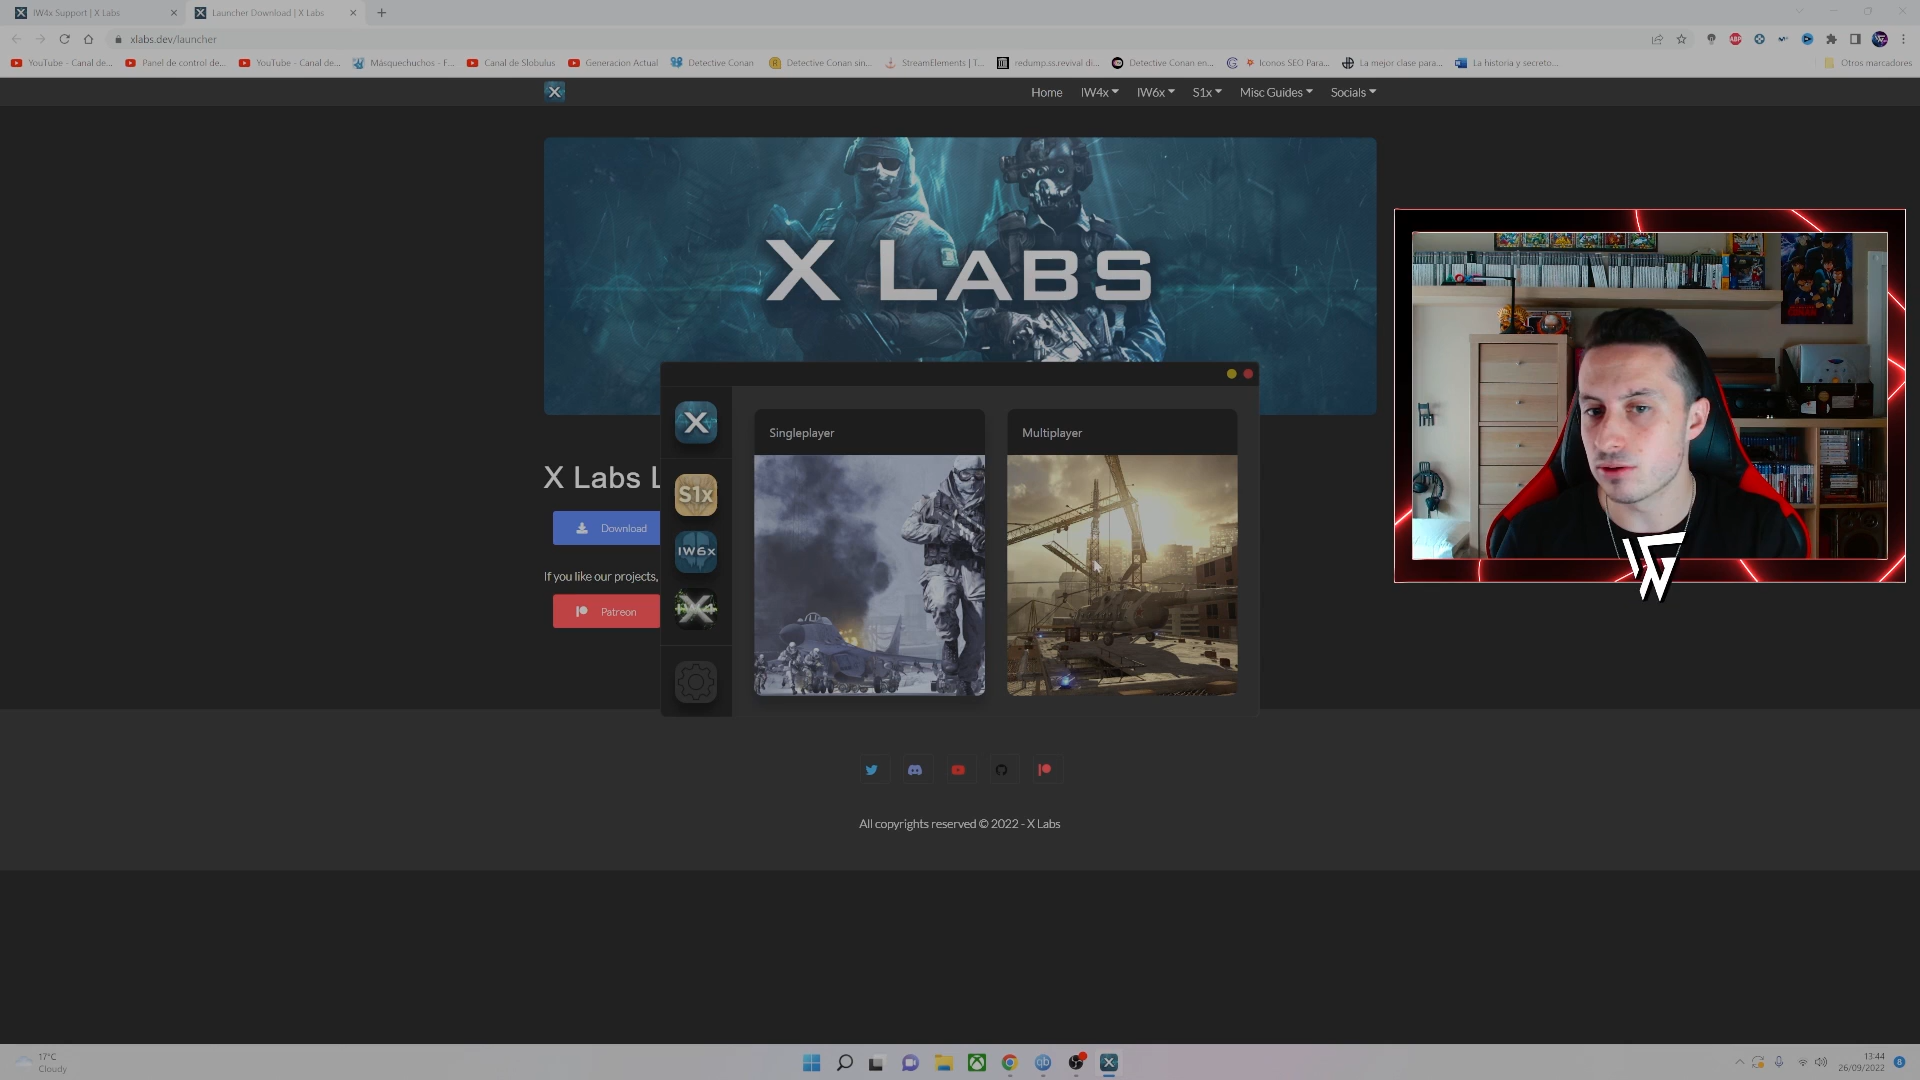 IW4x Support | X Labs
Launcher Download | X Labs
xlabs.dev/launcher
ABP
YouTube - Canal de...
Panel de control de...
YouTube - Canal de...
Másquechuchos - F...
Canal de Slobulus
Generacion Actual
Detective Conan
Detective Conan sin...
StreamElements | T...
redump.ss.revival di...
Detective Conan en...
Iconos SEO Para...
La mejor clase para...
La historia y secreto...
Otros marcadores
Home
IW4x
IW6x
S1x
Misc Guides
Socials
X LABS
Singleplayer
Multiplayer
X Labs L
S1x
Download
IW6x
If you like our projects,
Patreon
All copyrights reserved © 2022 - X Labs
17°C
Cloudy
qb
13:44
26/09/2022
8